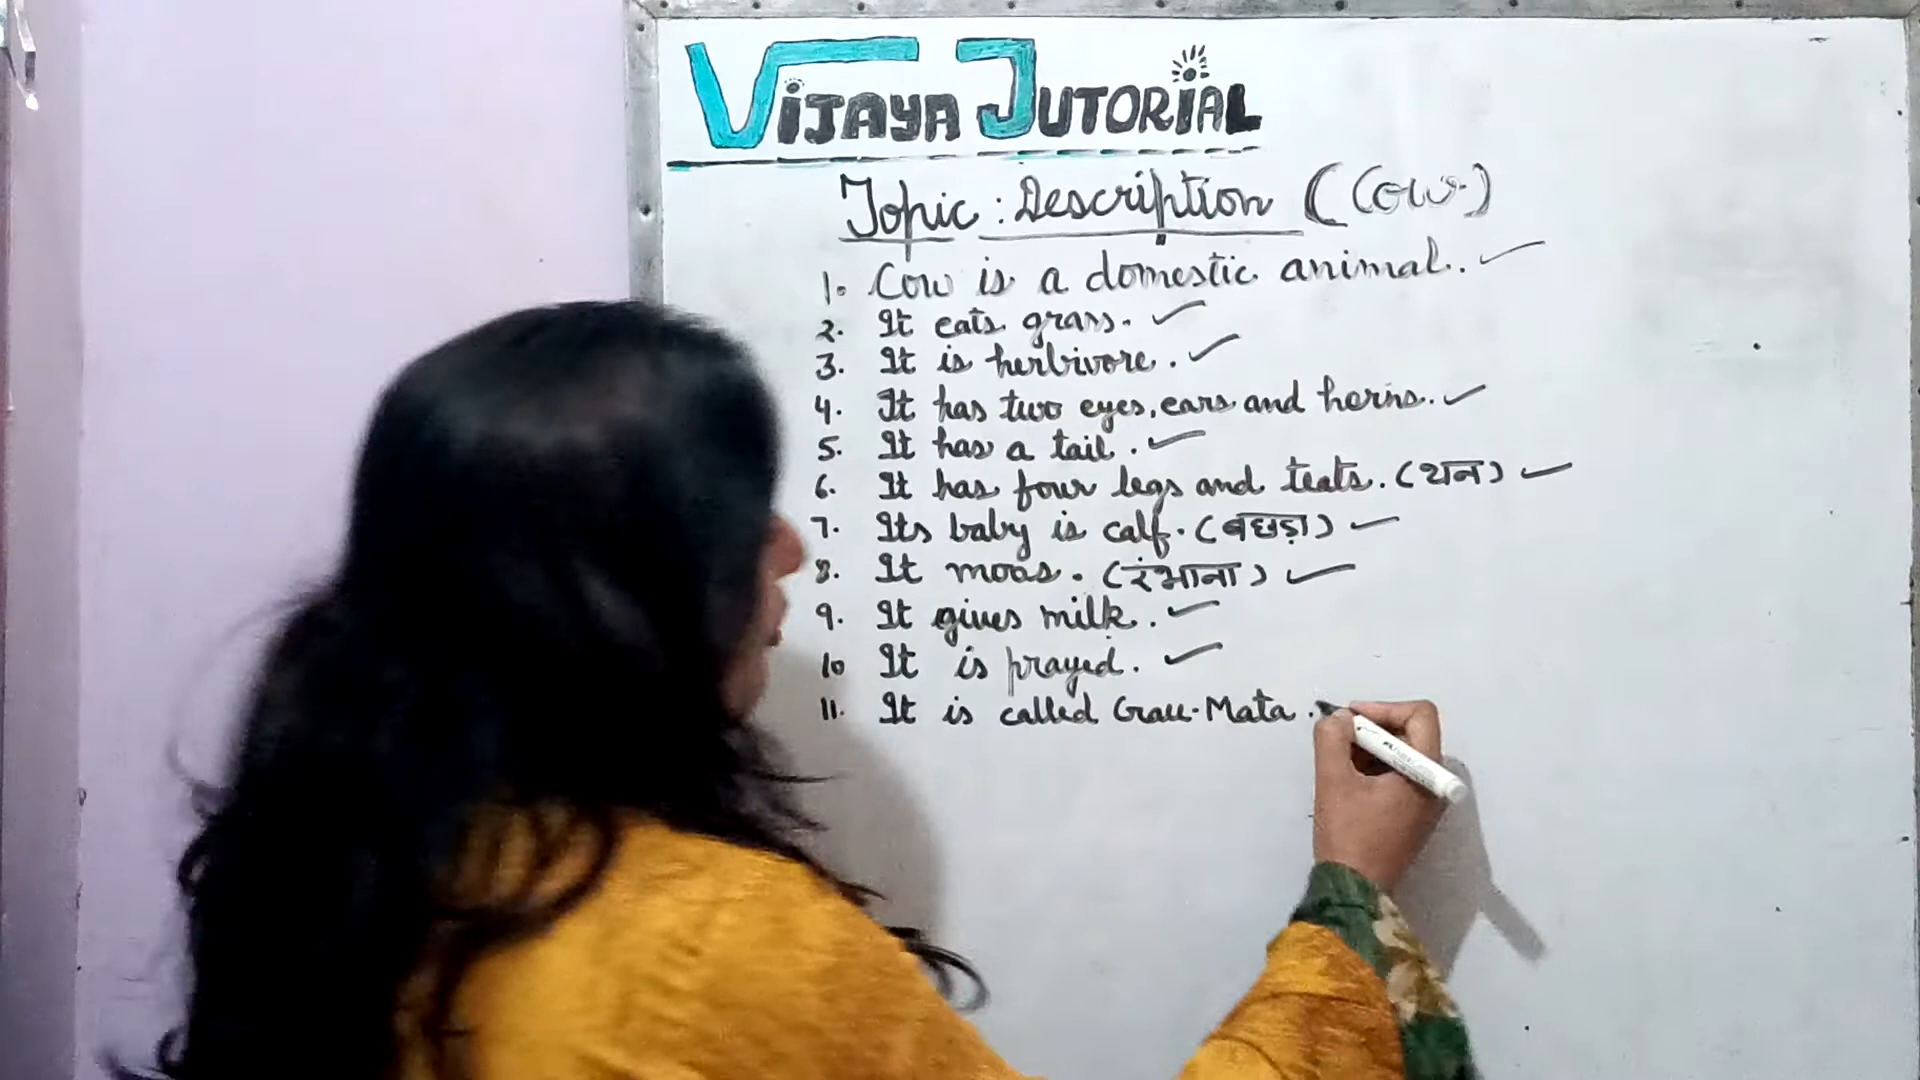 VIJAYA TUTORIAL
Topic : Description (Cow)
1. Cow is a domestic animal.
2. It eats grass.
3. It is herbivore.
4. It has two eyes, ears and horns.
5. It has a tail.
6. It has four legs and teats. (थन)
7. Its baby is calf. (बछड़ा)
8. It moos. (रंभाना)
9. It gives milk.
10 It is prayed.
11. It is called Gau-Mata.